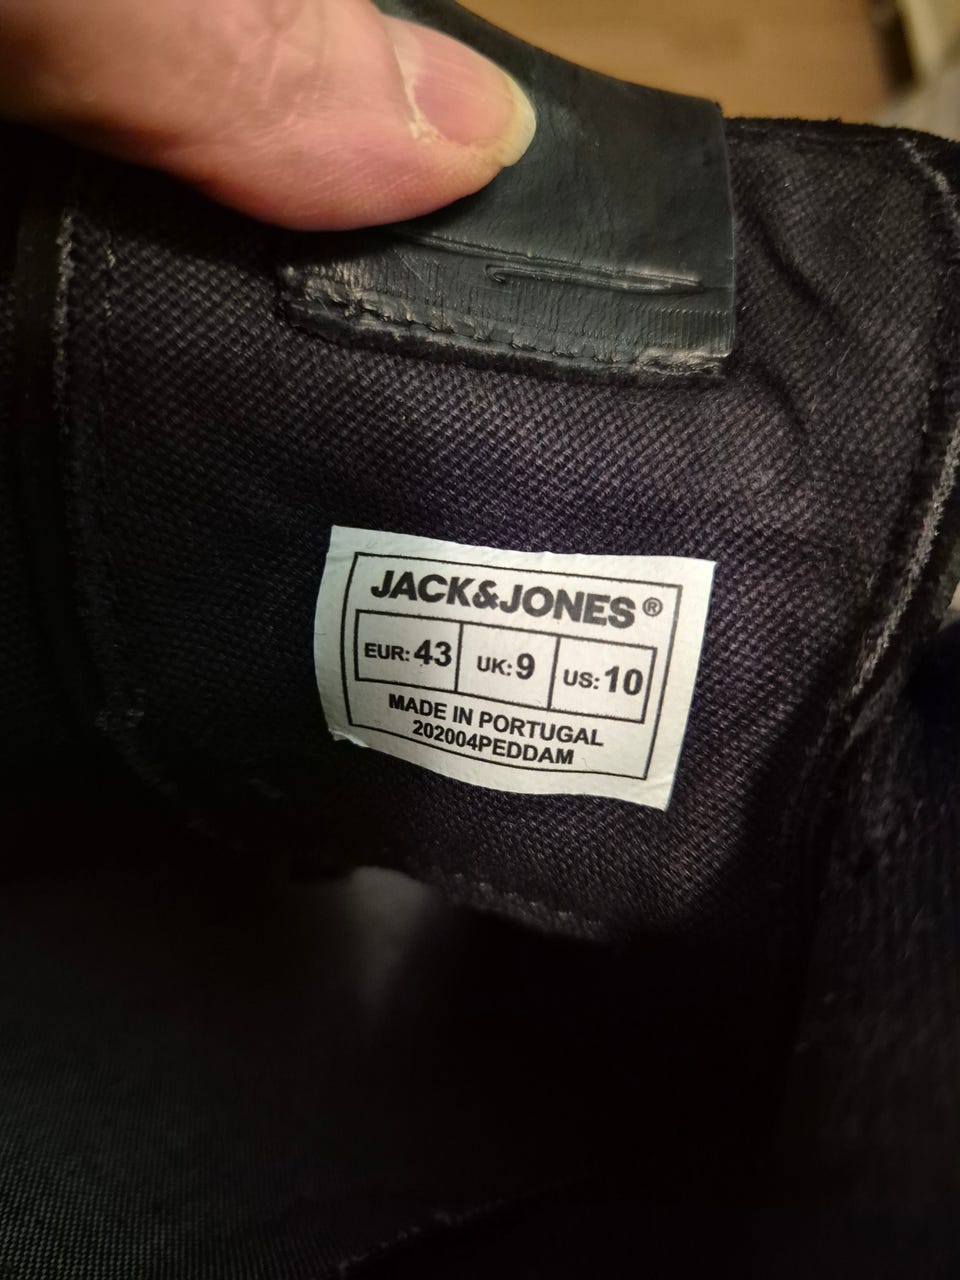 JACK&JONES®
EUR: 43 UK: 9 US: 10
MADE IN PORTUGAL
202004PEDDAM